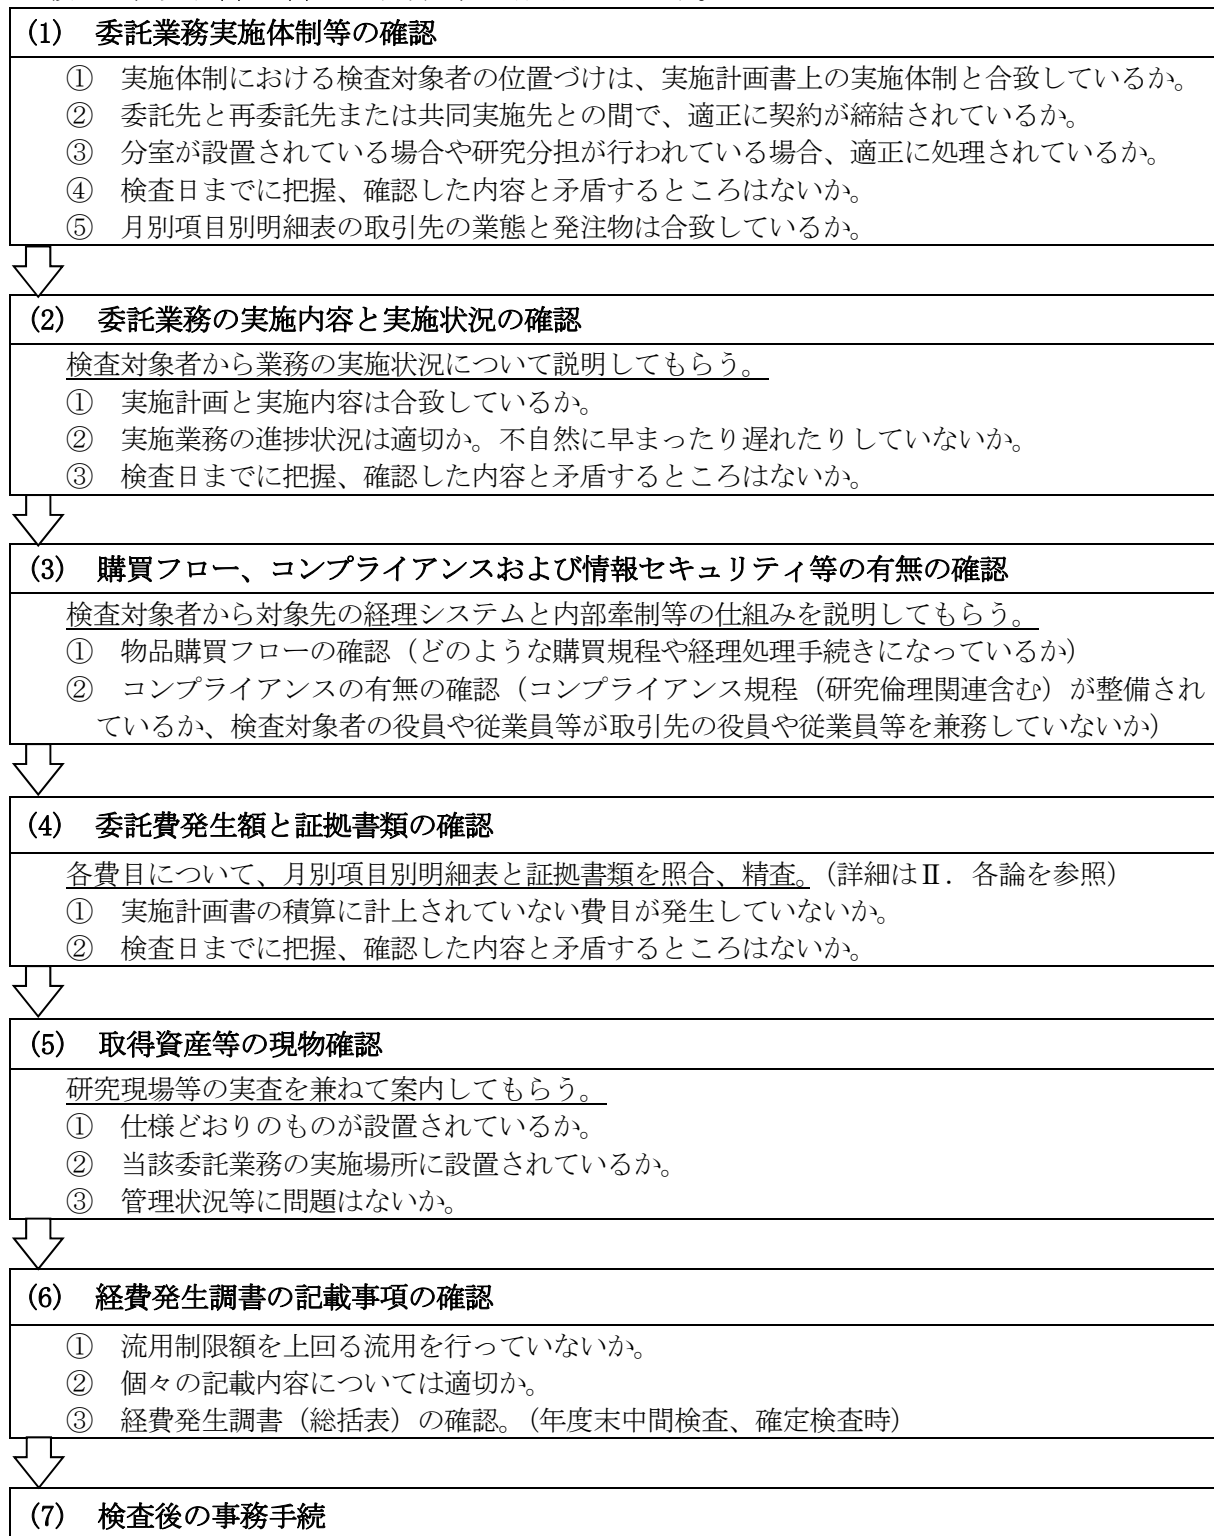 (1) 委託業務実施体制等の確認
① 実施体制における検査対象者の位置づけは、実施計画書上の実施体制と合致しているか。
② 委託先と再委託先または共同実施先との間で、適正に契約が締結されているか。
③ 分室が設置されている場合や研究分担が行われている場合、適正に処理されているか。
④ 検査日までに把握、確認した内容と矛盾するところはないか。
⑤ 月別項目別明細表の取引先の業態と発注物は合致しているか。
(2) 委託業務の実施内容と実施状況の確認
検査対象者から業務の実施状況について説明してもらう。
① 実施計画と実施内容は合致しているか。
② 実施業務の進捗状況は適切か。不自然に早まったり遅れたりしていないか。
③ 検査日までに把握、確認した内容と矛盾するところはないか。
(3) 購買フロー、コンプライアンスおよび情報セキュリティ等の有無の確認
検査対象者から対象先の経理システムと内部牽制等の仕組みを説明してもらう。
① 物品購買フローの確認（どのような購買規程や経理処理手続きになっているか）
② コンプライアンスの有無の確認（コンプライアンス規程（研究倫理関連含む）が整備され
ているか、検査対象者の役員や従業員等が取引先の役員や従業員等を兼務していないか）
(4) 委託費発生額と証拠書類の確認
各費目について、月別項目別明細表と証拠書類を照合、精査。（詳細はⅡ．各論を参照）
① 実施計画書の積算に計上されていない費目が発生していないか。
② 検査日までに把握、確認した内容と矛盾するところはないか。
(5) 取得資産等の現物確認
研究現場等の実査を兼ねて案内してもらう。
① 仕様どおりのものが設置されているか。
② 当該委託業務の実施場所に設置されているか。
③ 管理状況等に問題はないか。
(6) 経費発生調書の記載事項の確認
① 流用制限額を上回る流用を行っていないか。
② 個々の記載内容については適切か。
③ 経費発生調書（総括表）の確認。（年度末中間検査、確定検査時）
(7) 検査後の事務手続